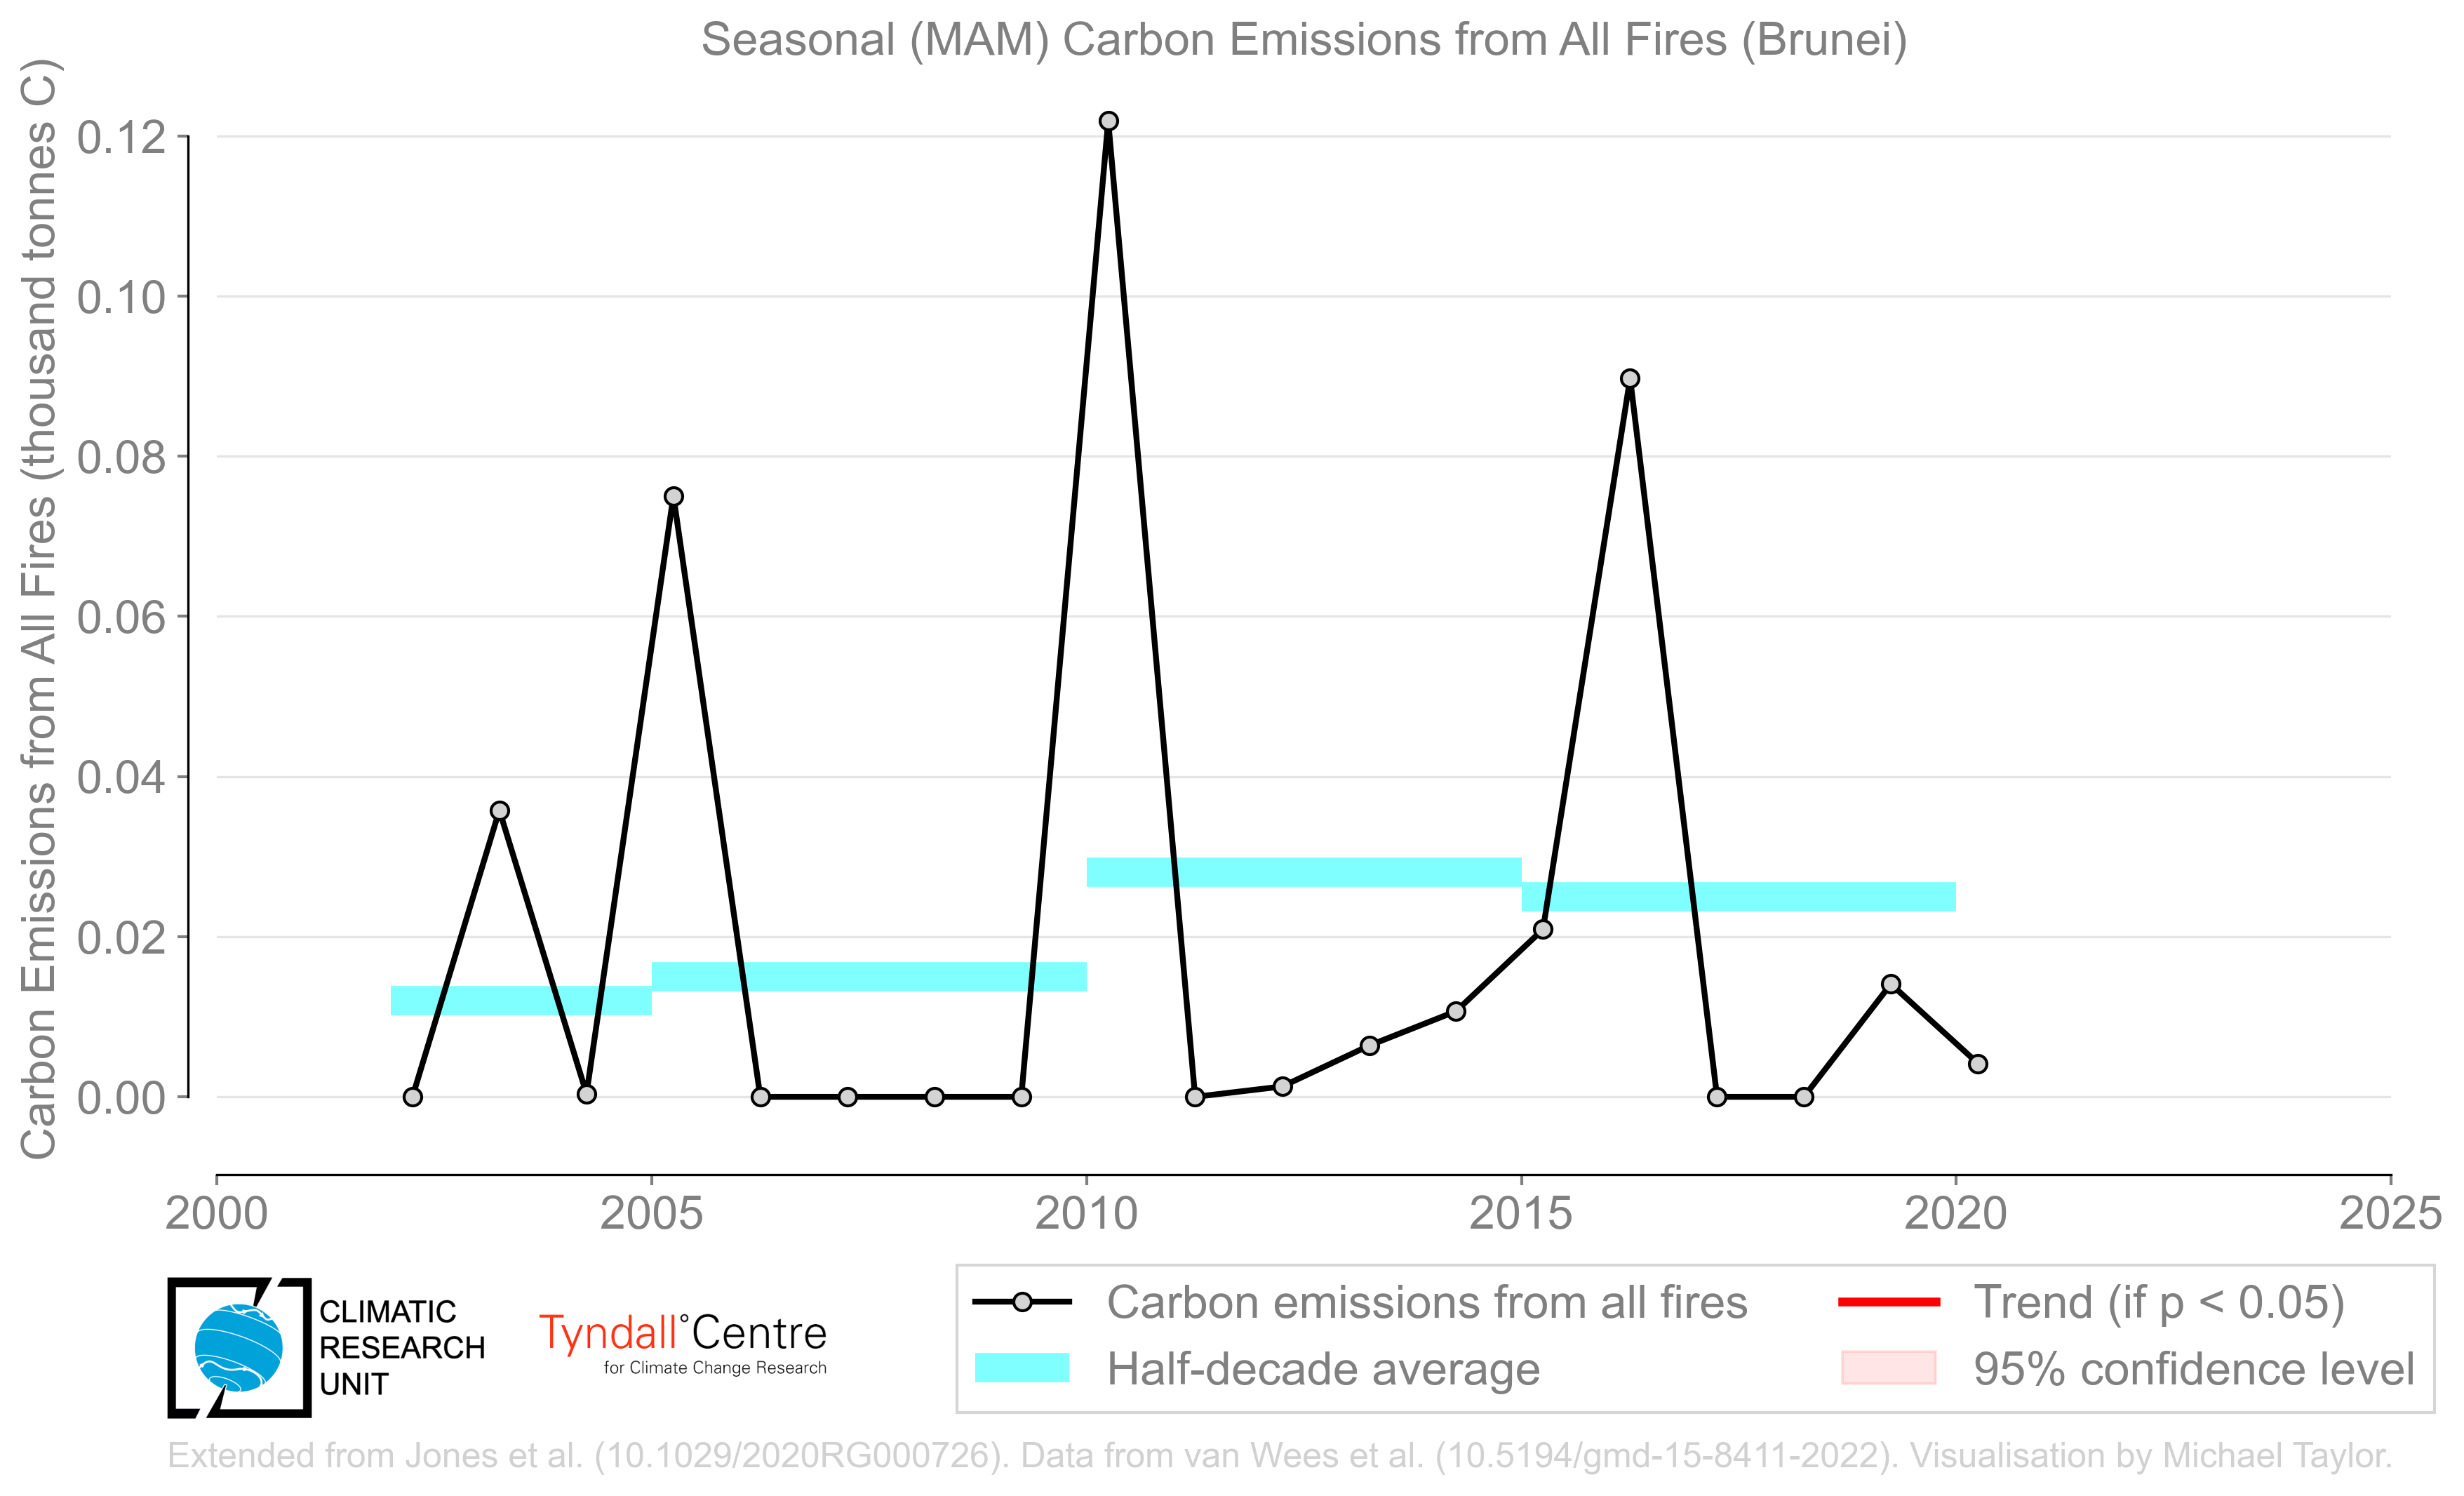 Seasonal (MAM) Carbon Emissions from All Fires (Brunei)
Carbon Emissions from All Fires (thousand tonnes C)
0.12
0.10
0.08
0.06
0.04
0.02
0.00
2000 2005 2010 2015 2020 2025
CLIMATIC
RESEARCH
UNIT
Tyndall°Centre
for Climate Change Research
Carbon emissions from all fires
Half-decade average
Trend (if p < 0.05)
95% confidence level
Extended from Jones et al. (10.1029/2020RG000726). Data from van Wees et al. (10.5194/gmd-15-8411-2022). Visualisation by Michael Taylor.